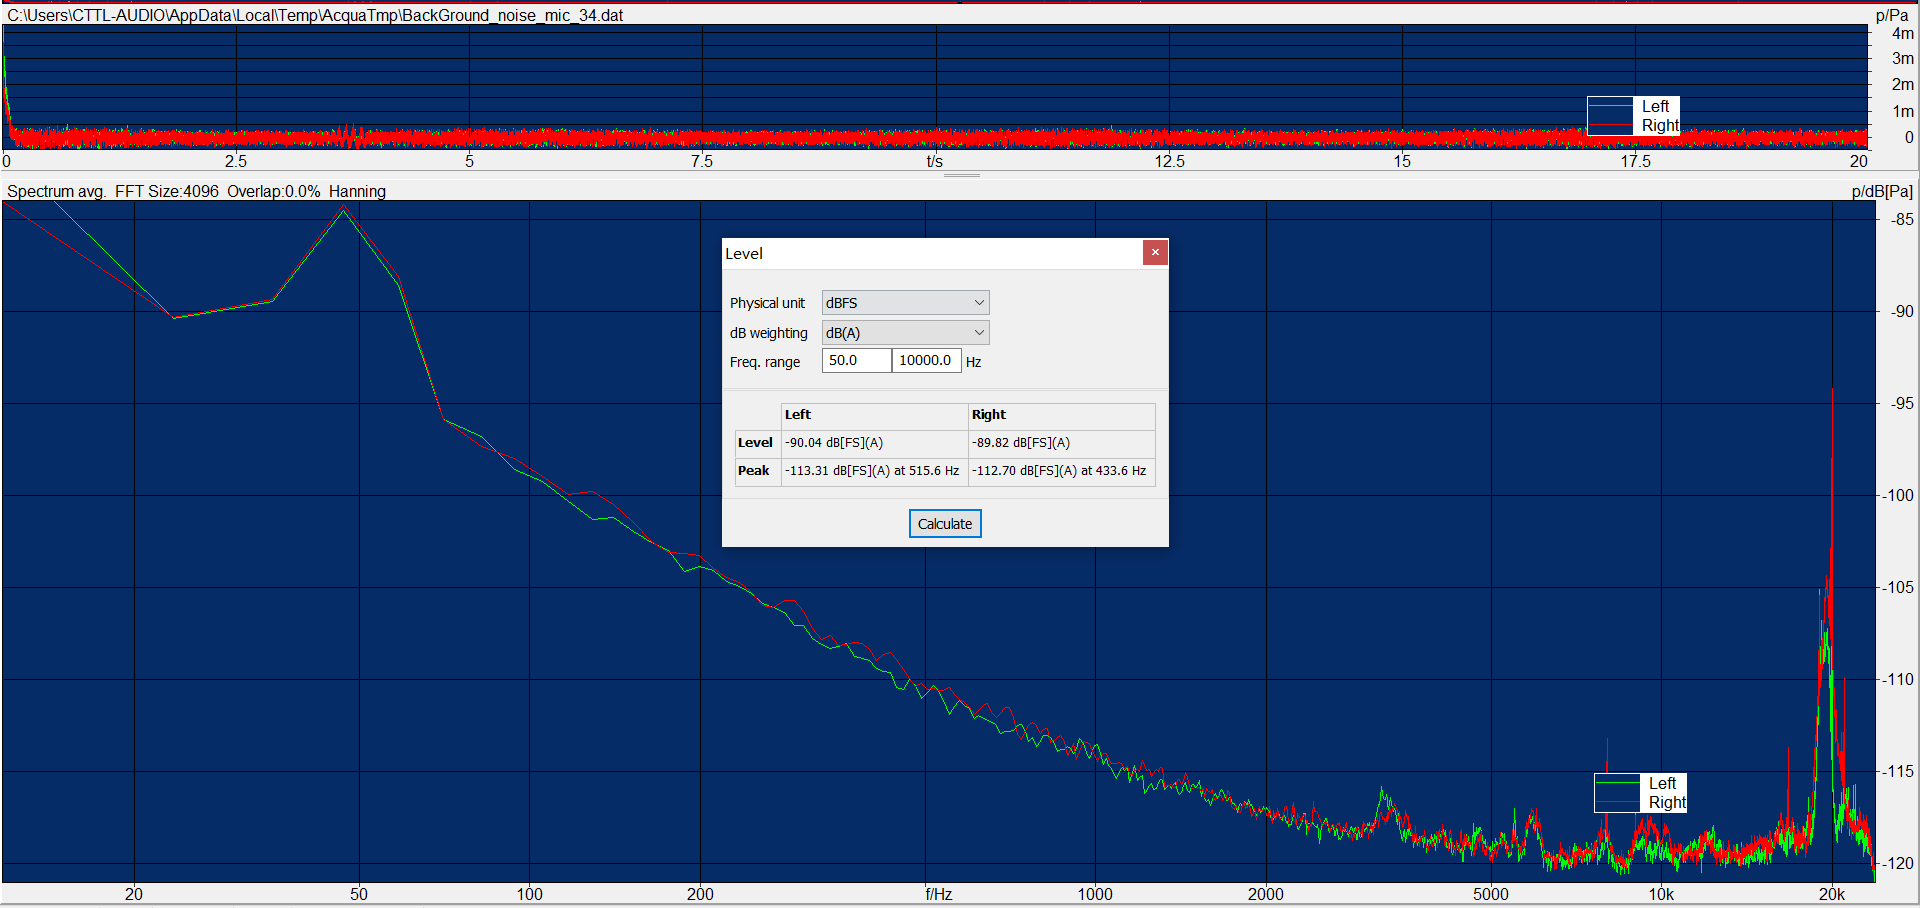 C:\Users\CTTL-AUDIO\AppData\Local\Temp\AcquaTmp\BackGround_noise_mic_34.dat p/Pa
4m
3m
2m
1m
0
Left
Right
0 2.5 5 7.5 t/s 12.5 15 17.5 20
Spectrum avg. FFT Size:4096 Overlap:0.0% Hanning p/dB[Pa]
-85
-90
-95
-100
-105
-110
-115
-120
Level
Physical unit dBFS
dB weighting dB(A)
Freq. range 50.0 10000.0 Hz
Left Right
Level -90.04 dB[FS](A) -89.82 dB[FS](A)
Peak -113.31 dB[FS](A) at 515.6 Hz -112.70 dB[FS](A) at 433.6 Hz
Calculate
Left
Right
20 50 100 200 f/Hz 1000 2000 5000 10k 20k